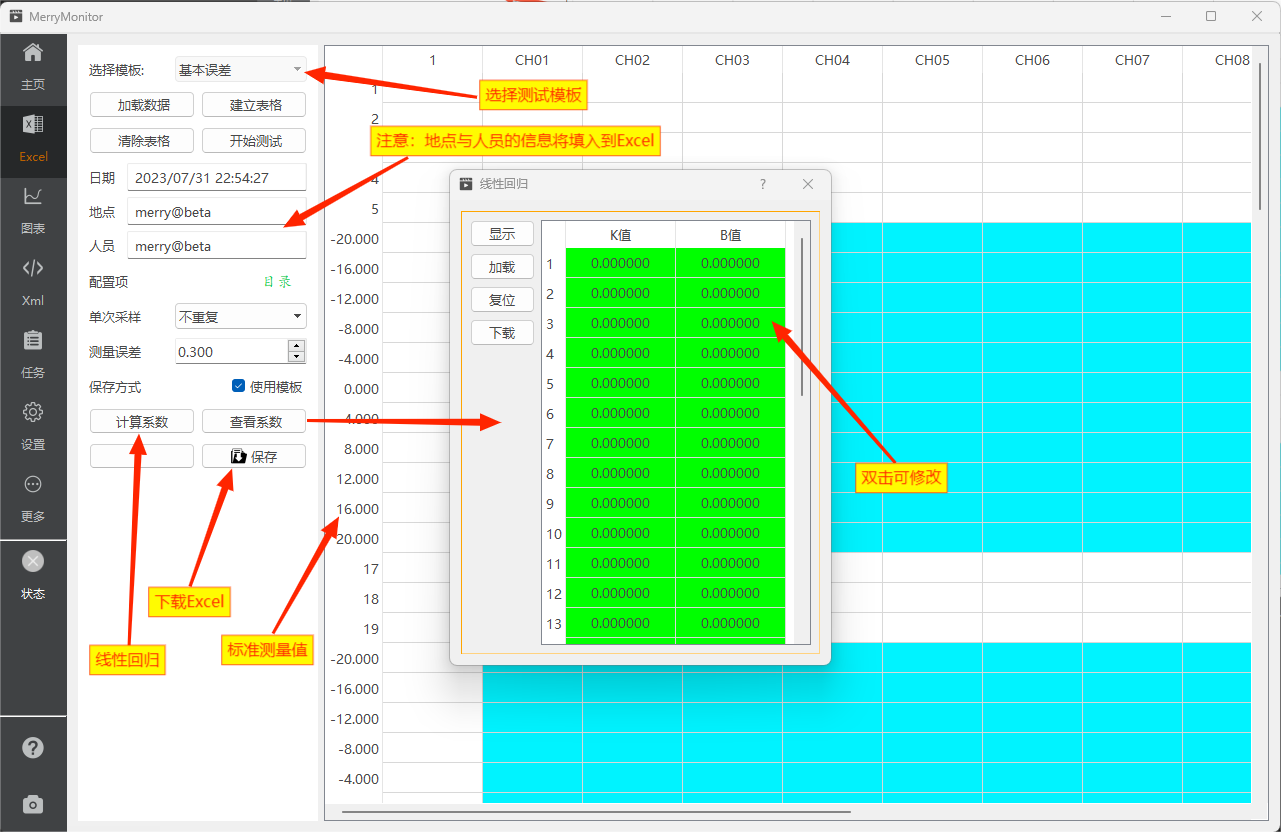 MerryMonitor
主页
Excel
图表
Xml
任务
设置
更多
状态
选择模板:
基本误差
加载数据
建立表格
清除表格
开始测试
日期
2023/07/31 22:54:27
地点
merry@beta
人员
merry@beta
配置项
目录
单次采样
不重复
测量误差
0.300
保存方式
使用模板
计算系数
查看系数
保存
选择测试模板
注意：地点与人员的信息将填入到Excel
下载Excel
线性回归
标准测量值
双击可修改
1 CH01 CH02 CH03 CH04 CH05 CH06 CH07 CH08
1
2
4
5
-20.000
-16.000
-12.000
-8.000
-4.000
0.000
4.000
8.000
12.000
16.000
20.000
17
18
19
-20.000
-16.000
-12.000
-8.000
-4.000
线性回归 ?
显示
加载
复位
下载
K值 B值
1 0.000000 0.000000
2 0.000000 0.000000
3 0.000000 0.000000
4 0.000000 0.000000
5 0.000000 0.000000
6 0.000000 0.000000
7 0.000000 0.000000
8 0.000000 0.000000
9 0.000000 0.000000
10 0.000000 0.000000
11 0.000000 0.000000
12 0.000000 0.000000
13 0.000000 0.000000